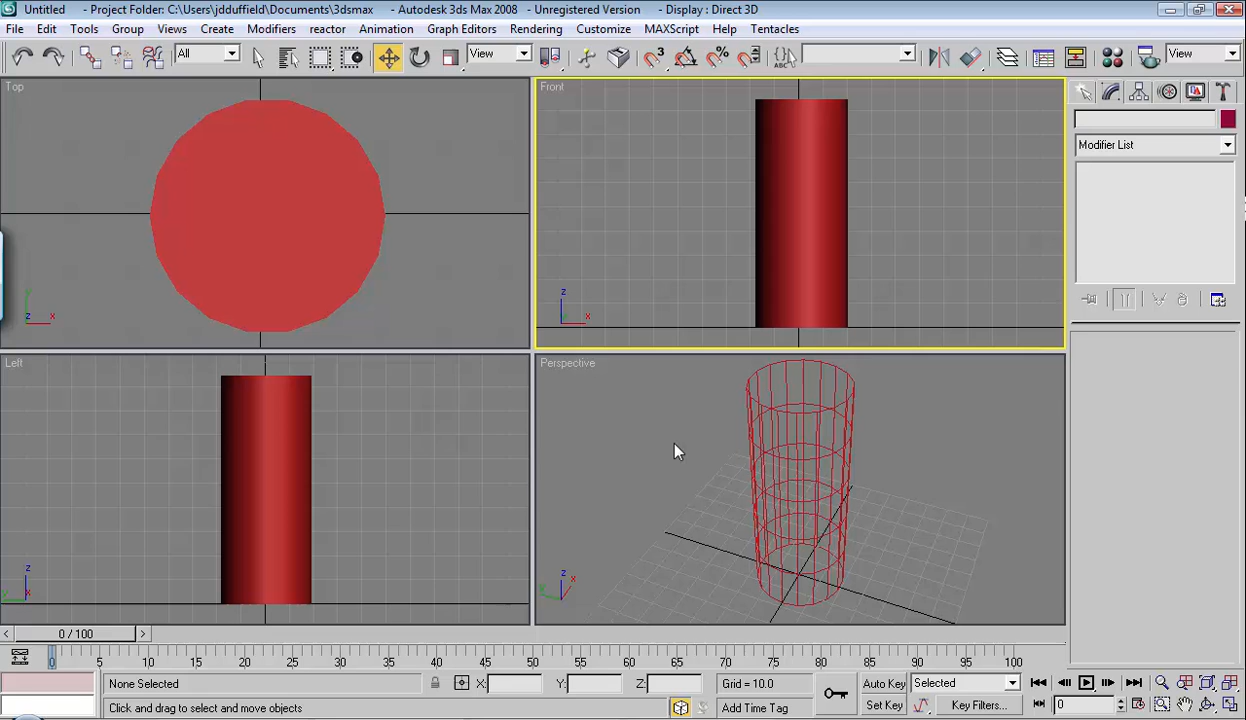 Untitled - Project Folder: C:\Users\jdduffield\Documents\3dsmax - Autodesk 3ds Max 2008 - Unregistered Version - Display : Direct 3D
File Edit Tools Group Views Create Modifiers reactor Animation Graph Editors Rendering Customize MAXScript Help Tentacles
All View 3 % ABC View
Top
Front
Modifier List
y
z x
z
x
Left
Perspective
z
y x
z
y x
< 0 / 100 >
0 5 10 15 20 25 30 35 40 45 50 55 60 65 70 75 80 85 90 95 100
None Selected X: Y: Z: Grid = 10.0 Auto Key Selected
Click and drag to select and move objects Add Time Tag Set Key Key Filters... 0